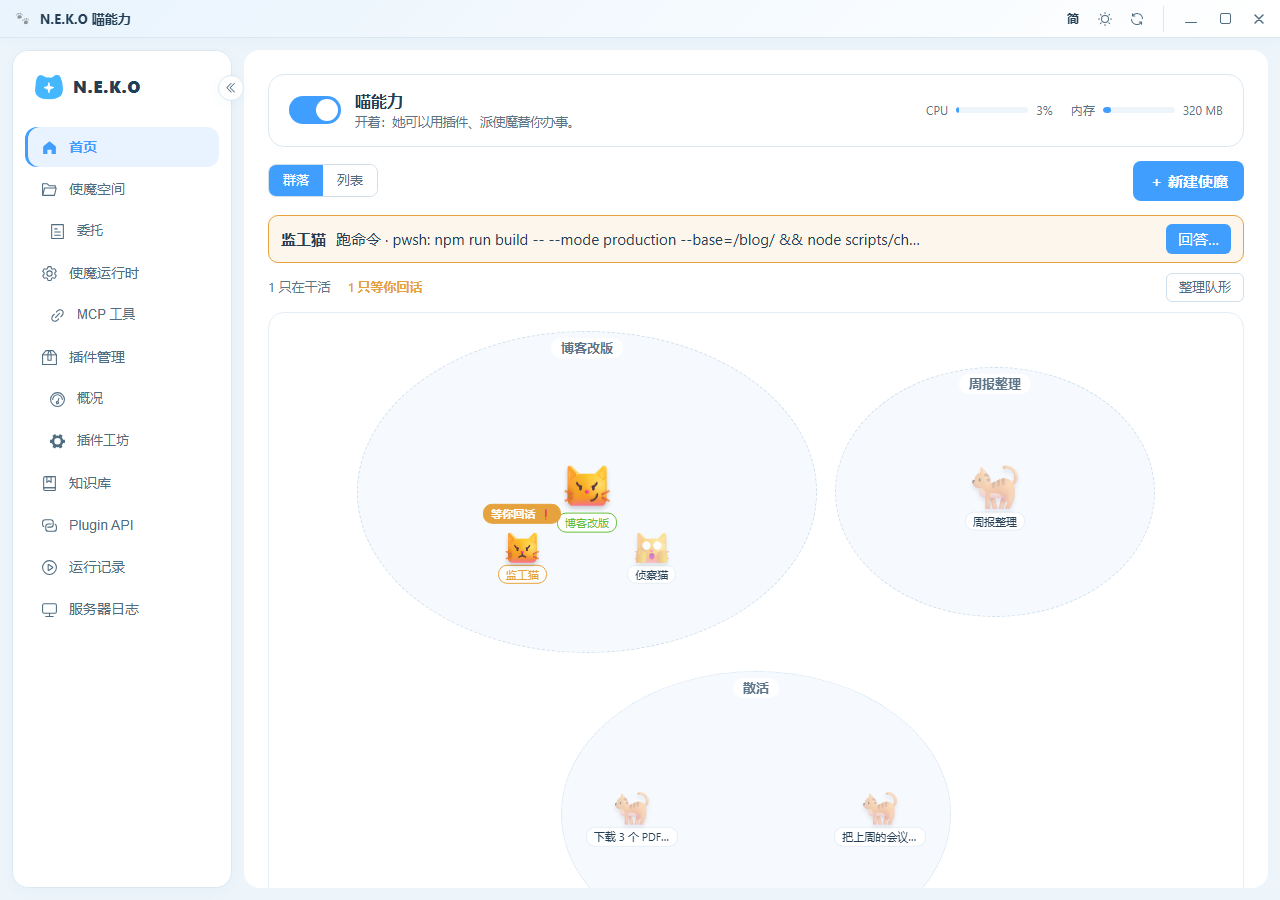 N.E.K.O 喵能力
简
N.E.K.O
首页
使魔空间
委托
使魔运行时
MCP 工具
插件管理
概况
插件工坊
知识库
Plugin API
运行记录
服务器日志
喵能力
开着：她可以用插件、派使魔替你办事。
CPU 3% 内存 320 MB
群落 列表
+ 新建使魔
监工猫 跑命令 · pwsh: npm run build -- --mode production --base=/blog/ && node scripts/ch...
回答...
1 只在干活 1 只等你回话
整理队形
博客改版
周报整理
等你回话 !
博客改版
监工猫
侦察猫
周报整理
散活
下载 3 个 PDF...
把上周的会议...